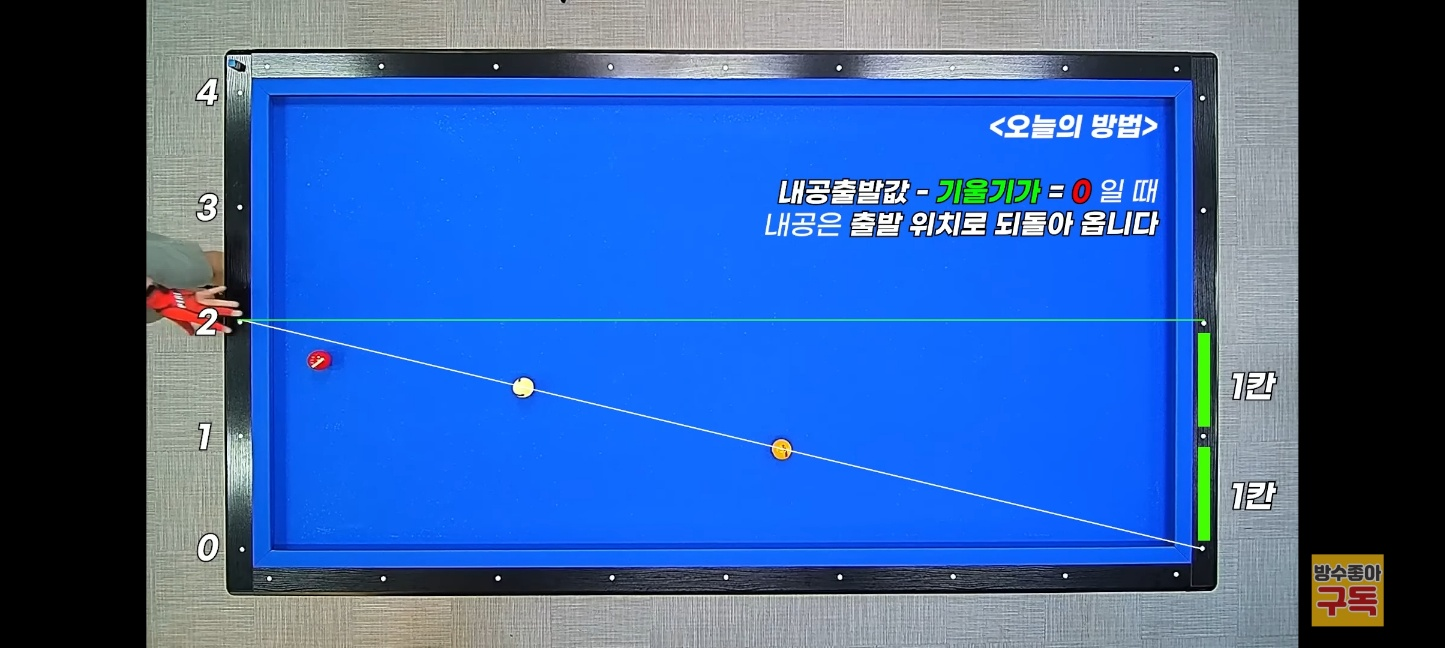 4
<오늘의 방법>
내공출발값 - 기울기가 = 0 일 때
3
내공은 출발 위치로 되돌아 옵니다
2
1칸
1
1칸
0
방수좋아
구독